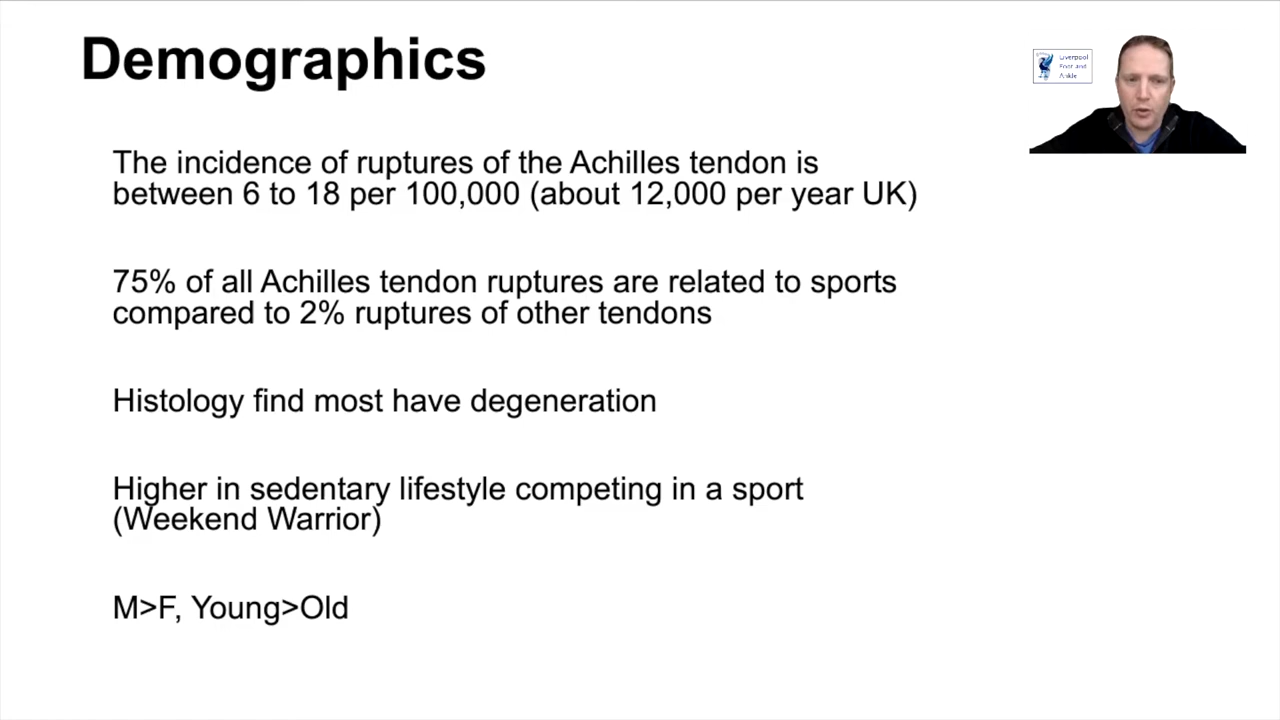 Demographics
Liverpool
Foot and
Ankle
The incidence of ruptures of the Achilles tendon is
between 6 to 18 per 100,000 (about 12,000 per year UK)
75% of all Achilles tendon ruptures are related to sports
compared to 2% ruptures of other tendons
Histology find most have degeneration
Higher in sedentary lifestyle competing in a sport
(Weekend Warrior)
M>F, Young>Old